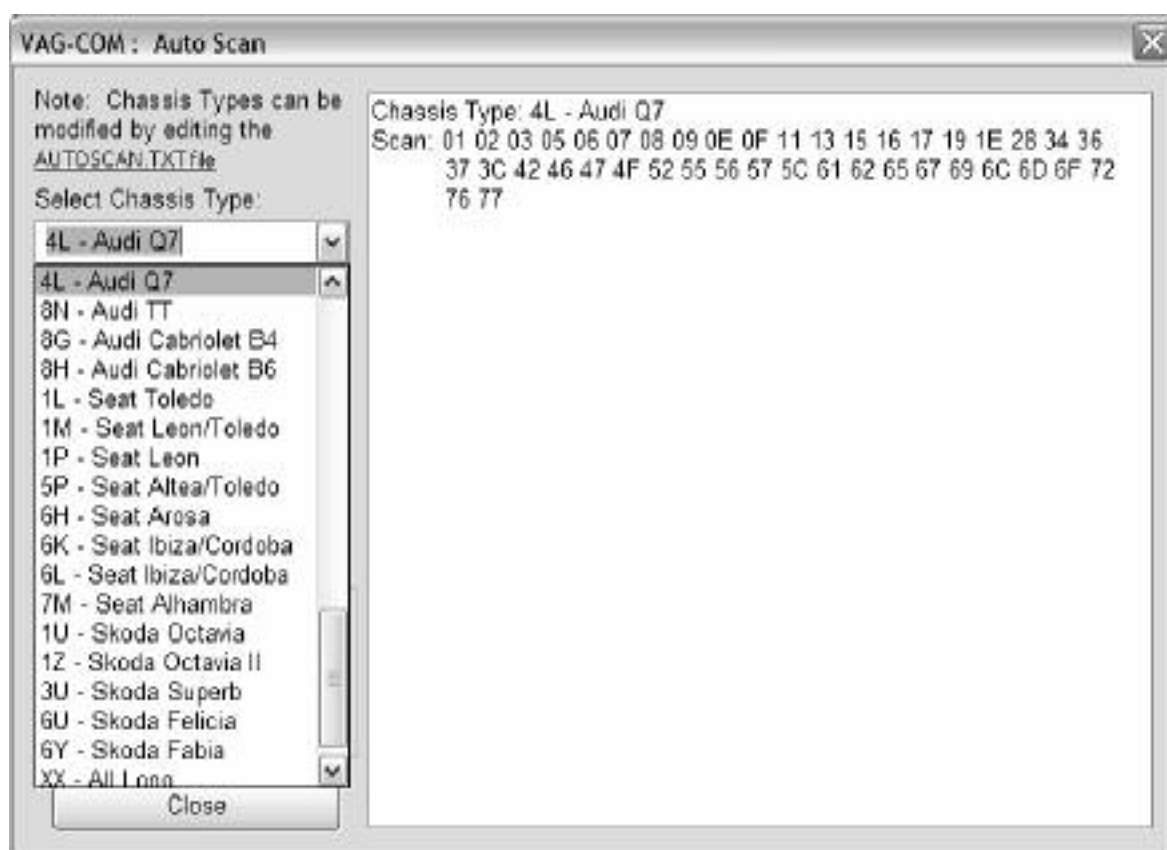 VAG-COM : Auto Scan
Note: Chassis Types can be
modified by editing the
AUTOSCAN.TXT file
Select Chassis Type:
4L - Audi Q7
4L - Audi Q7
8N - Audi TT
8G - Audi Cabriolet B4
8H - Audi Cabriolet B6
1L - Seat Toledo
1M - Seat Leon/Toledo
1P - Seat Leon
5P - Seat Altea/Toledo
6H - Seat Arosa
6K - Seat Ibiza/Cordoba
6L - Seat Ibiza/Cordoba
7M - Seat Alhambra
1U - Skoda Octavia
1Z - Skoda Octavia II
3U - Skoda Superb
6U - Skoda Felicia
6Y - Skoda Fabia
XX - All Long
Close
Chassis Type: 4L - Audi Q7
Scan: 01 02 03 05 06 07 08 09 0E 0F 11 13 15 16 17 19 1E 28 34 36
37 3C 42 46 47 4F 52 55 56 57 5C 61 62 65 67 69 6C 6D 6F 72
76 77